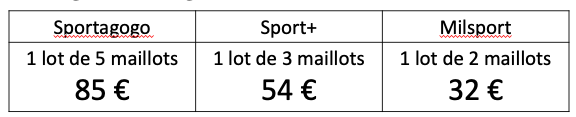 Sportagogo Sport+ Milsport
1 lot de 5 maillots 1 lot de 3 maillots 1 lot de 2 maillots
85 € 54 € 32 €